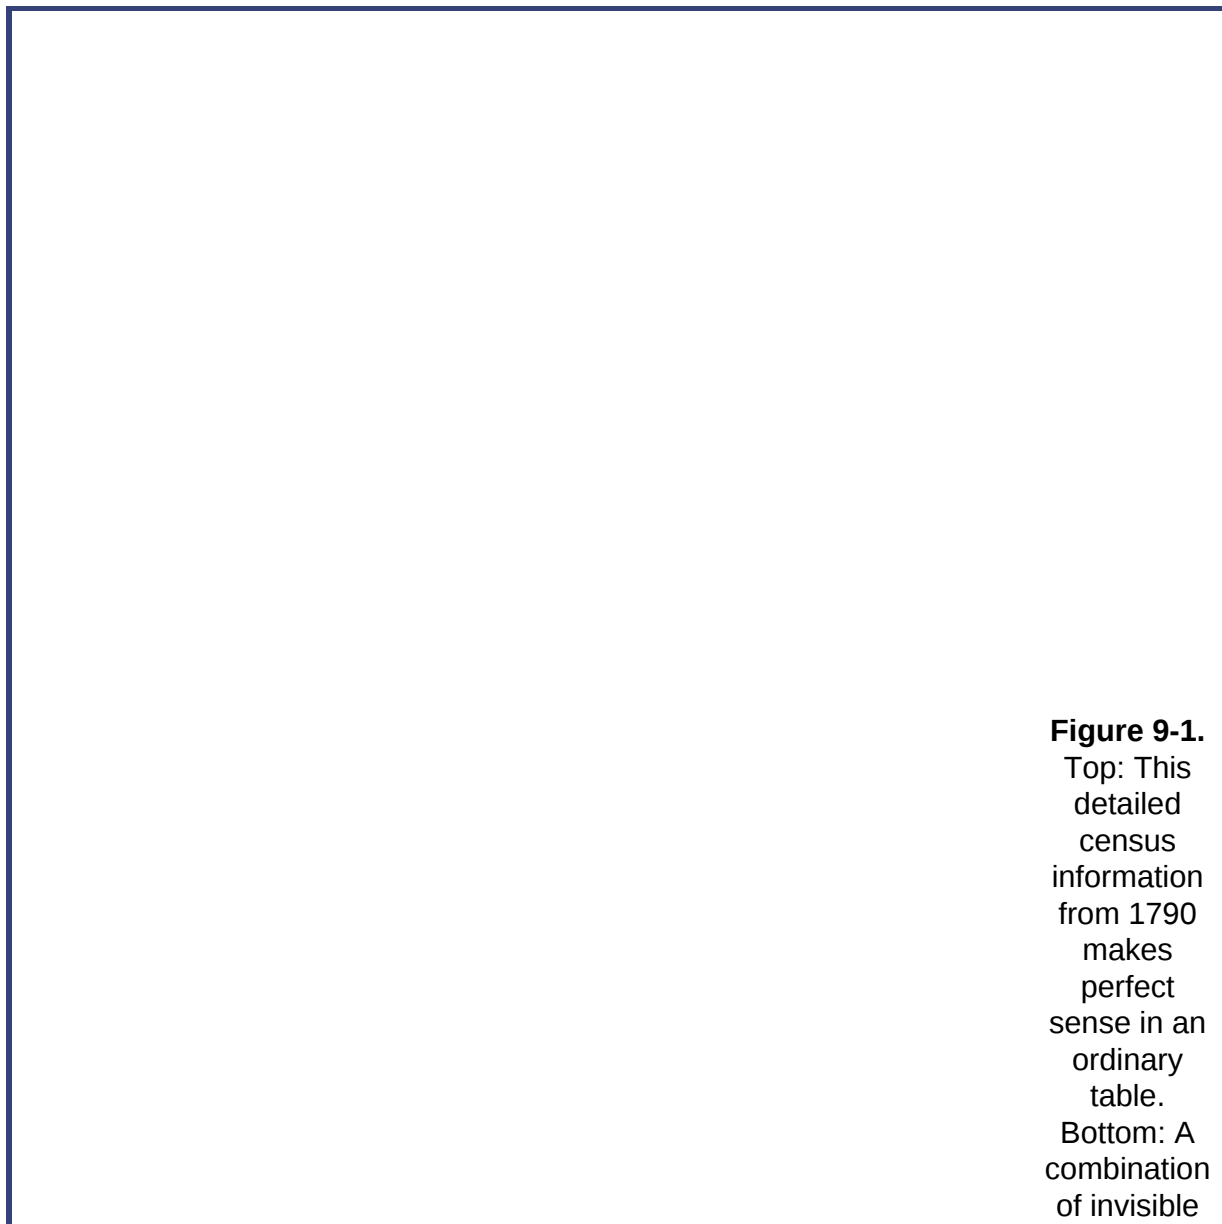 Figure 9-1.
Top: This
detailed
census
information
from 1790
makes
perfect
sense in an
ordinary
table.
Bottom: A
combination
of invisible